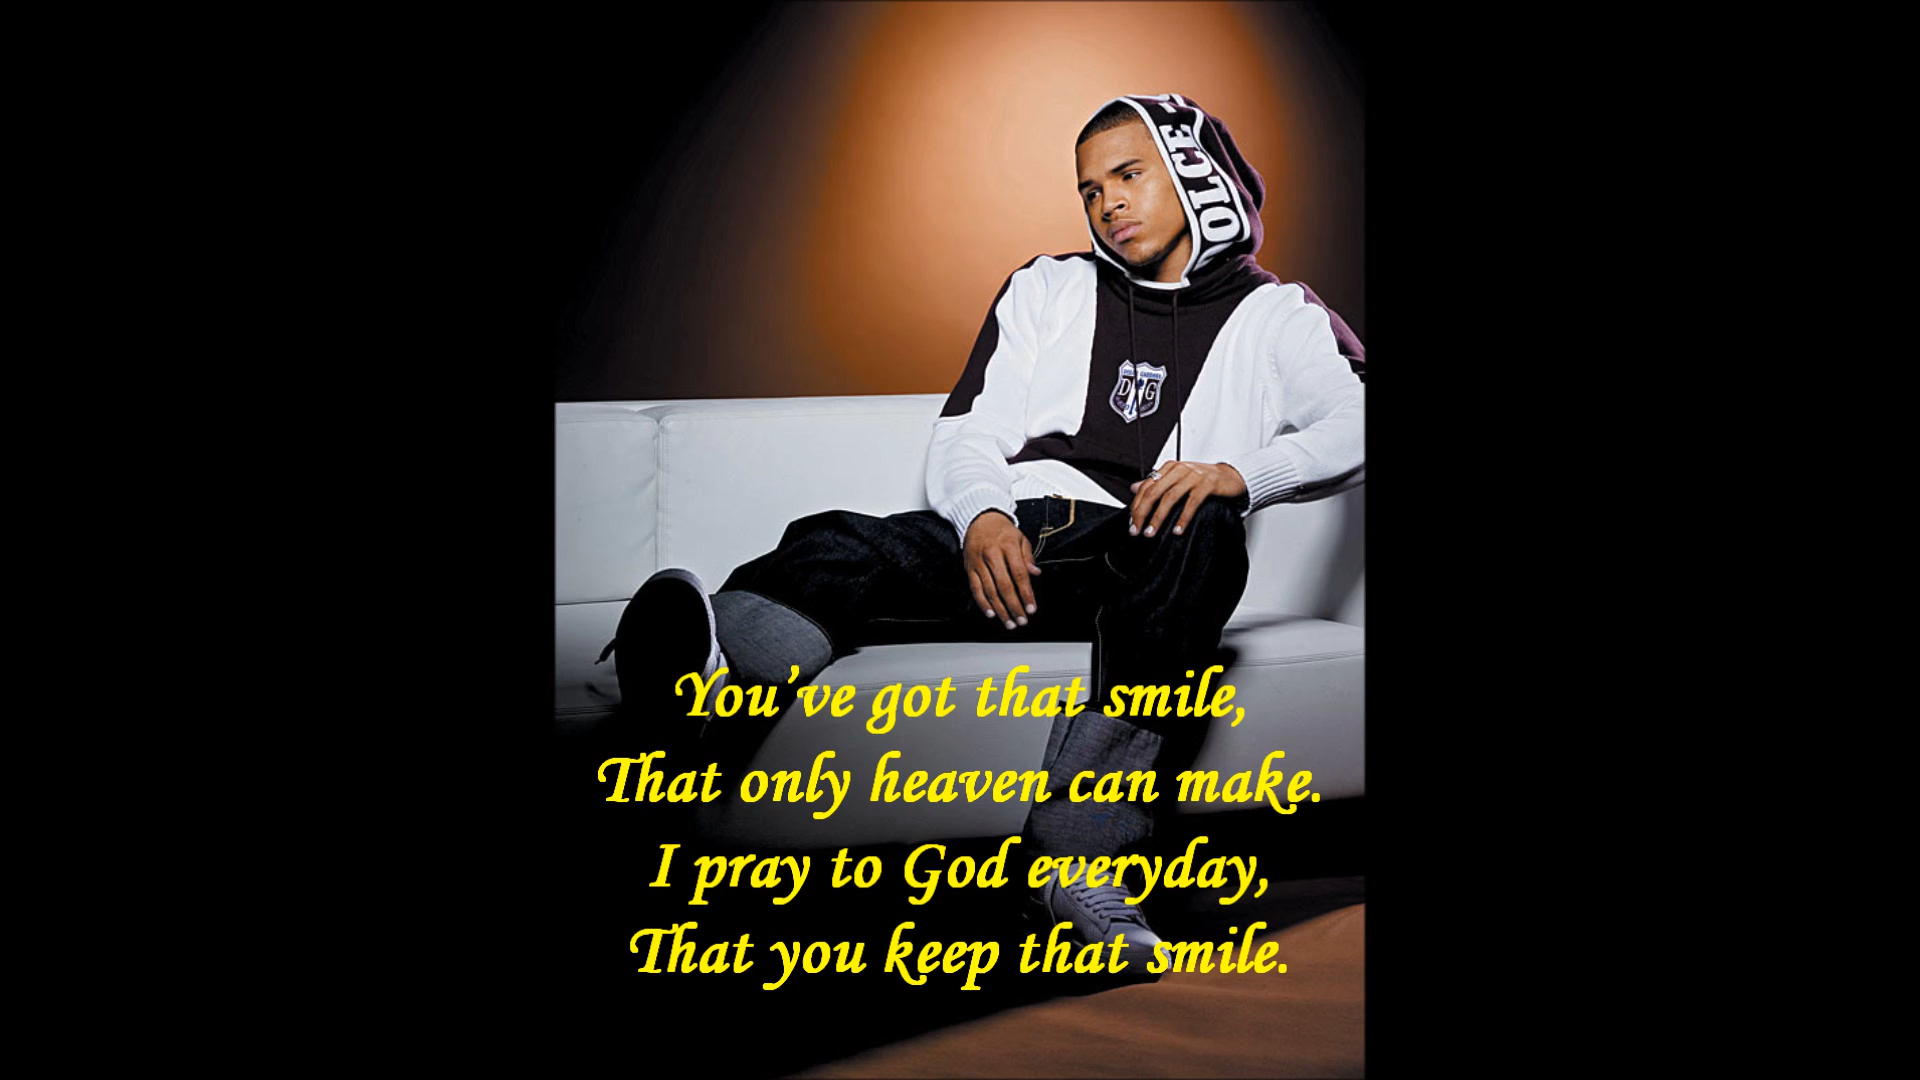 OLCE
D G
You've got that smile,
That only heaven can make.
I pray to God everyday,
That you keep that smile.